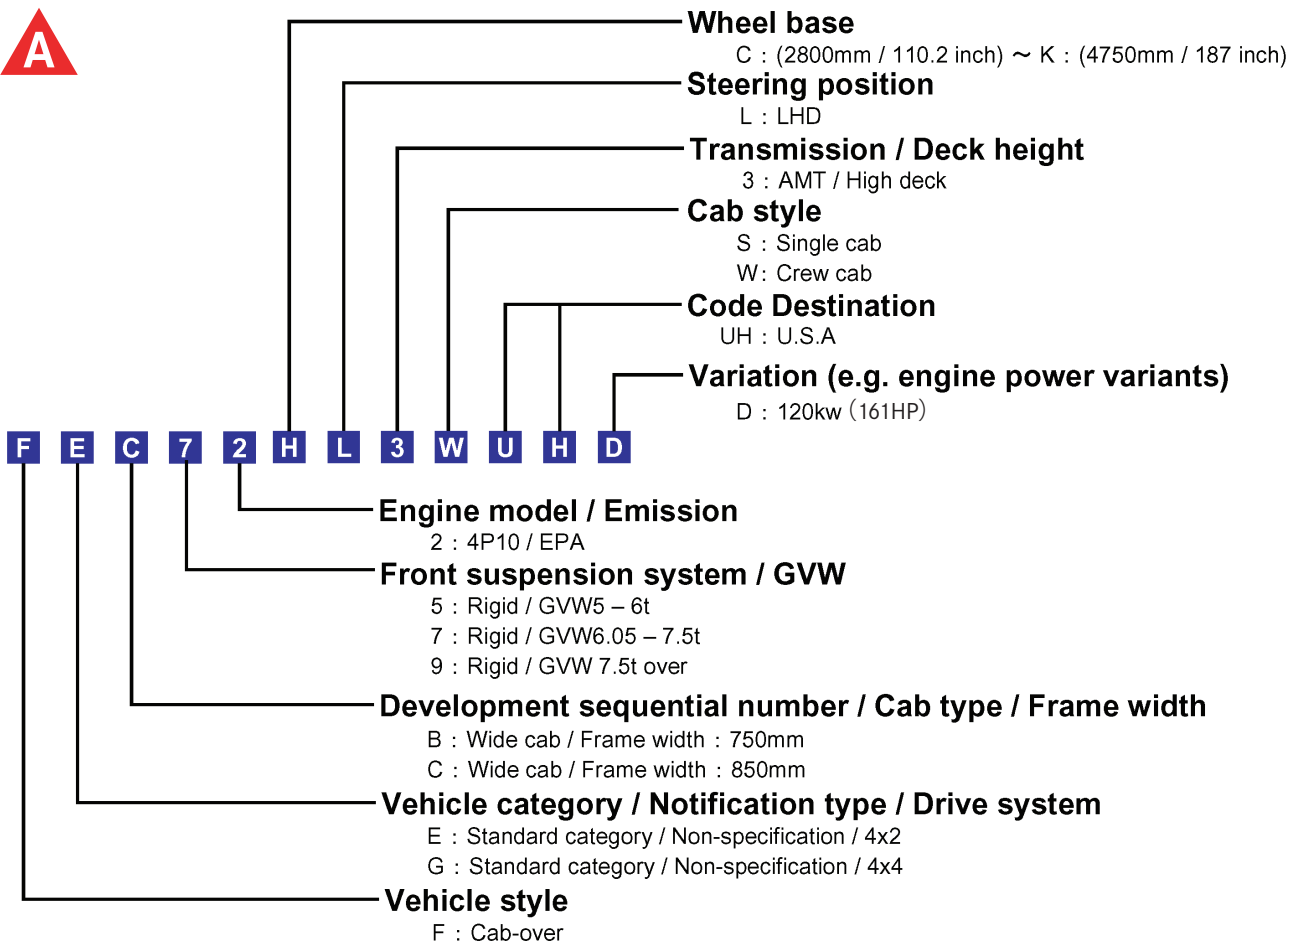 A
Wheel base
C : (2800mm / 110.2 inch) ～ K : (4750mm / 187 inch)
Steering position
L : LHD
Transmission / Deck height
3 : AMT / High deck
Cab style
S : Single cab
W : Crew cab
Code Destination
UH : U.S.A
Variation (e.g. engine power variants)
D : 120kw（161HP）
F E C 7 2 H L 3 W U H D
Engine model / Emission
2 : 4P10 / EPA
Front suspension system / GVW
5 : Rigid / GVW5 – 6t
7 : Rigid / GVW6.05 – 7.5t
9 : Rigid / GVW 7.5t over
Development sequential number / Cab type / Frame width
B : Wide cab / Frame width : 750mm
C : Wide cab / Frame width : 850mm
Vehicle category / Notification type / Drive system
E : Standard category / Non-specification / 4x2
G : Standard category / Non-specification / 4x4
Vehicle style
F : Cab-over